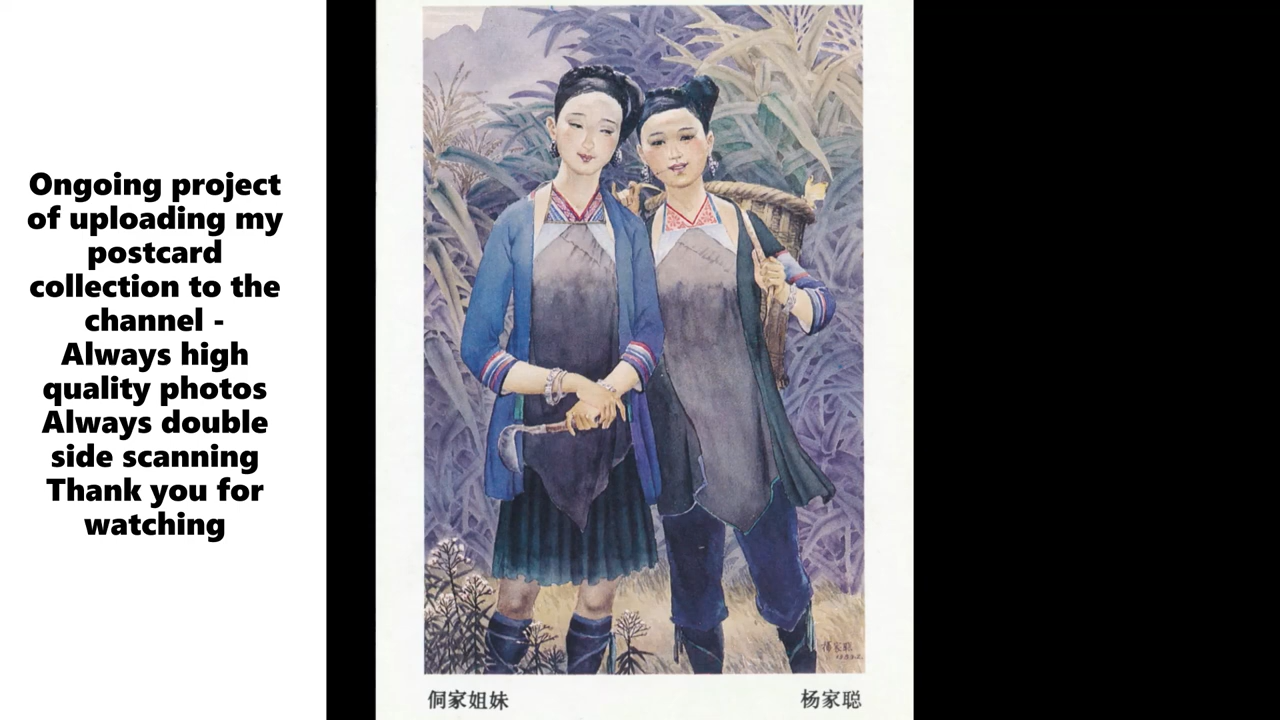 Ongoing project
of uploading my
postcard
collection to the
channel -
Always high
quality photos
Always double
side scanning
Thank you for
watching
侗家姐妹
杨家聪